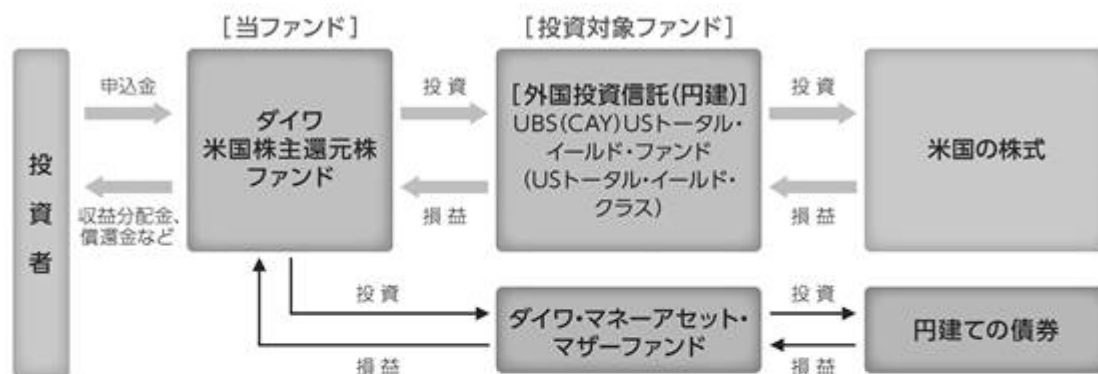 [当ファンド]
[投資対象ファンド]
投資者
申込金
収益分配金、
償還金など
ダイワ
米国株主還元株
ファンド
投資
損益
[外国投資信託(円建)]
UBS(CAY)USトータル・
イールド・ファンド
(USトータル・イールド・
クラス)
投資
損益
米国の株式
投資
損益
ダイワ・マネーアセット・
マザーファンド
投資
損益
円建ての債券